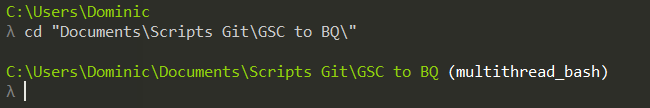 C:\Users\Dominic
λ cd "Documents\Scripts Git\GSC to BQ\"
C:\Users\Dominic\Documents\Scripts Git\GSC to BQ (multithread_bash)
λ